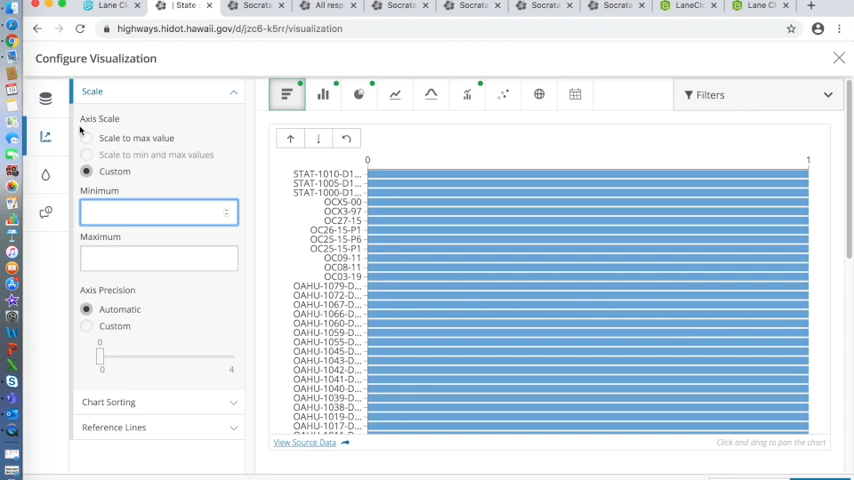 Lane Cl
| State
Socrata
All resp
Socrata
Socrata
Socrata
Socrata
LaneClo
Lane Cl
highways.hidot.hawaii.gov/d/jzc6-k5rr/visualization
Configure Visualization
Scale
Filters
Axis Scale
Scale to max value
Scale to min and max values
Custom
Minimum
Maximum
Axis Precision
Automatic
Custom
0
0
4
Chart Sorting
Reference Lines
0
1
STAT-1010-D1...
STAT-1005-D1...
STAT-1000-D1...
OCX5-00
OCX3-97
OC27-15
OC26-15-P1
OC25-15-P6
OC25-15-P1
OC09-11
OC08-11
OC03-19
OAHU-1079-D...
OAHU-1072-D...
OAHU-1067-D...
OAHU-1066-D...
OAHU-1060-D...
OAHU-1059-D...
OAHU-1055-D...
OAHU-1045-D...
OAHU-1043-D...
OAHU-1042-D...
OAHU-1041-D...
OAHU-1040-D...
OAHU-1039-D...
OAHU-1038-D...
OAHU-1019-D...
OAHU-1017-D...
View Source Data
Click and drag to pan the chart